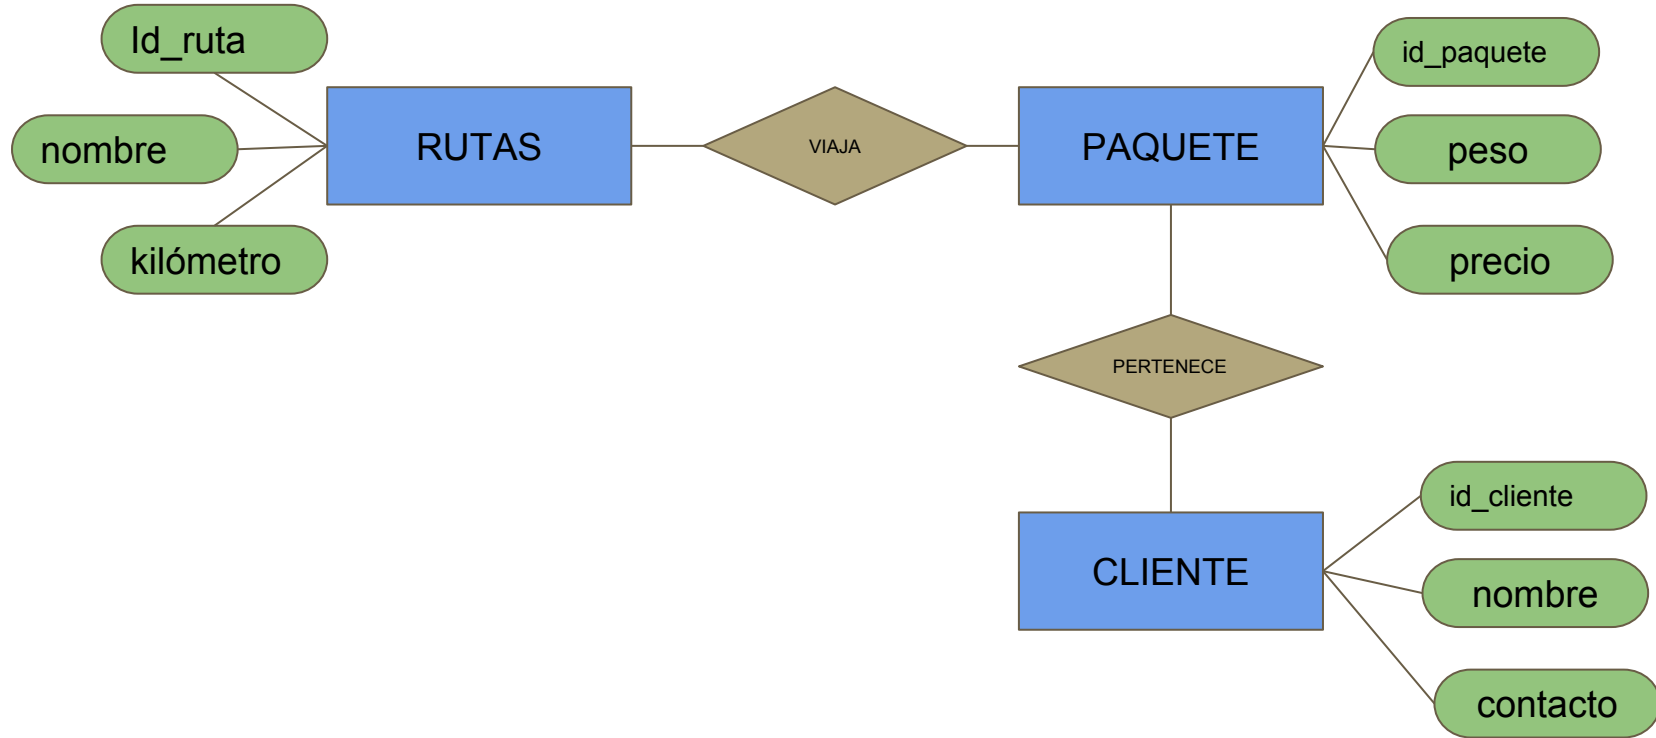 Id_ruta
nombre
kilómetro
RUTAS
VIAJA
PAQUETE
id_paquete
peso
precio
PERTENECE
CLIENTE
id_cliente
nombre
contacto